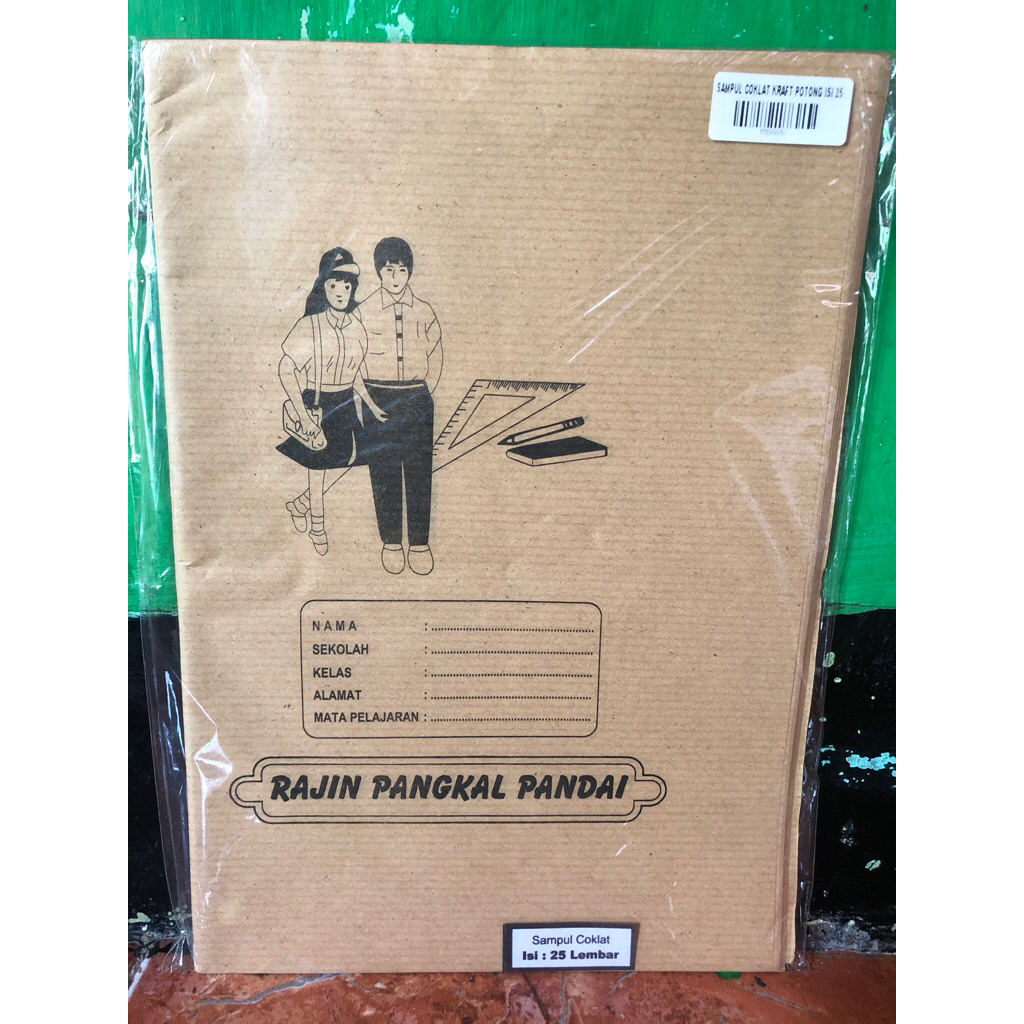 SAMPUL COKLAT KRAFT POTONG ISI 25
N A M A : ..........
SEKOLAH : ..........
KELAS : ..........
ALAMAT : ..........
MATA PELAJARAN : ..........
RAJIN PANGKAL PANDAI
Sampul Coklat
Isi : 25 Lembar